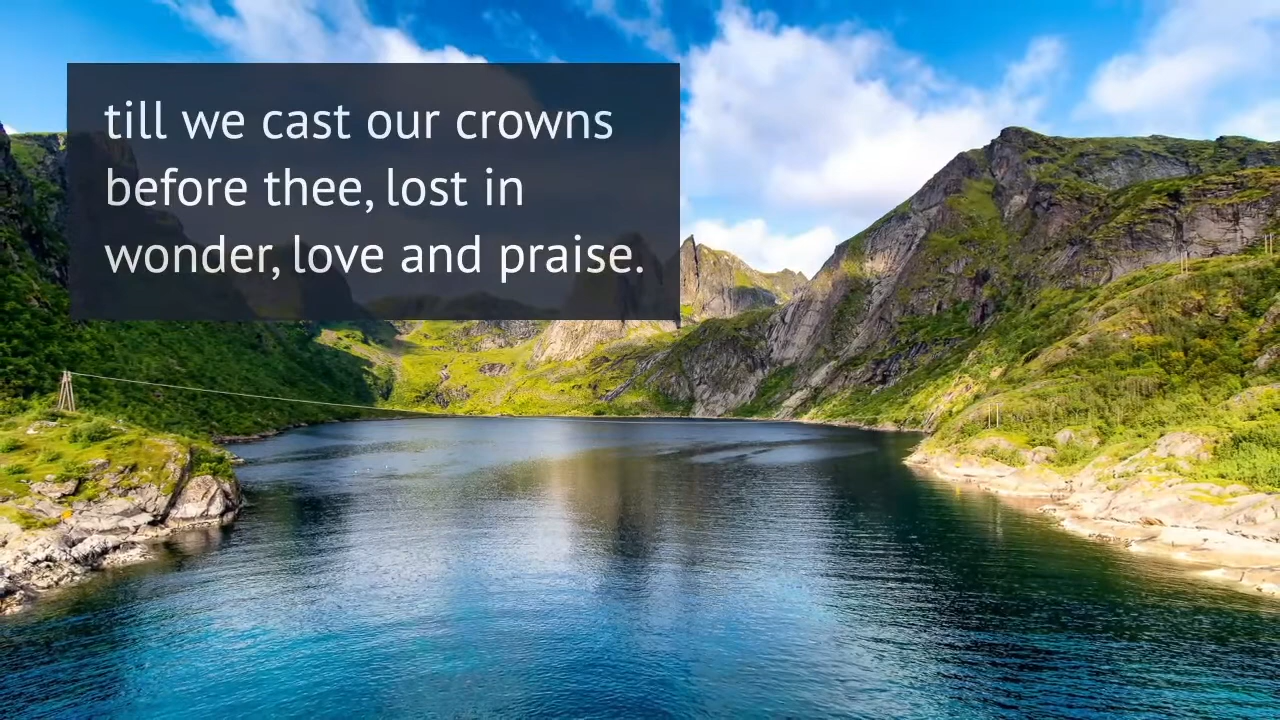 till we cast our crowns
before thee, lost in
wonder, love and praise.